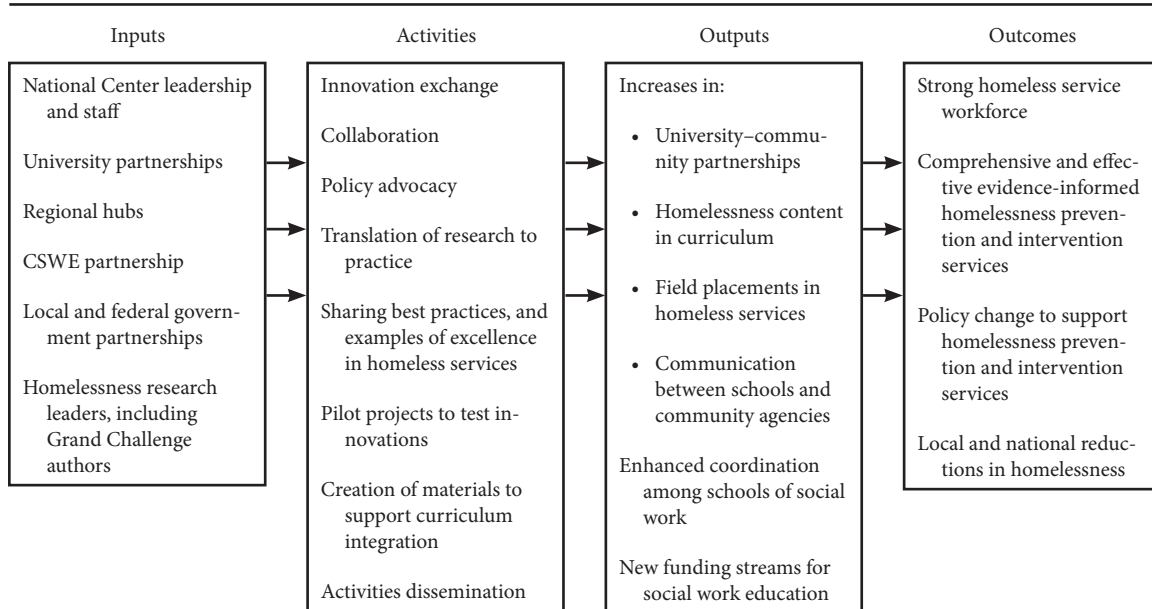 Inputs
National Center leadership
and staff
University partnerships
Regional hubs
CSWE partnership
Local and federal govern-
ment partnerships
Homelessness research
leaders, including
Grand Challenge
authors
Activities
Innovation exchange
Collaboration
Policy advocacy
Translation of research to
practice
Sharing best practices, and
examples of excellence
in homeless services
Pilot projects to test in-
novations
Creation of materials to
support curriculum
integration
Activities dissemination
Outputs
Increases in:
• University–commu-
nity partnerships
• Homelessness content
in curriculum
• Field placements in
homeless services
• Communication
between schools and
community agencies
Enhanced coordination
among schools of social
work
New funding streams for
social work education
Outcomes
Strong homeless service
workforce
Comprehensive and effec-
tive evidence-informed
homelessness preven-
tion and intervention
services
Policy change to support
homelessness preven-
tion and intervention
services
Local and national reduc-
tions in homelessness